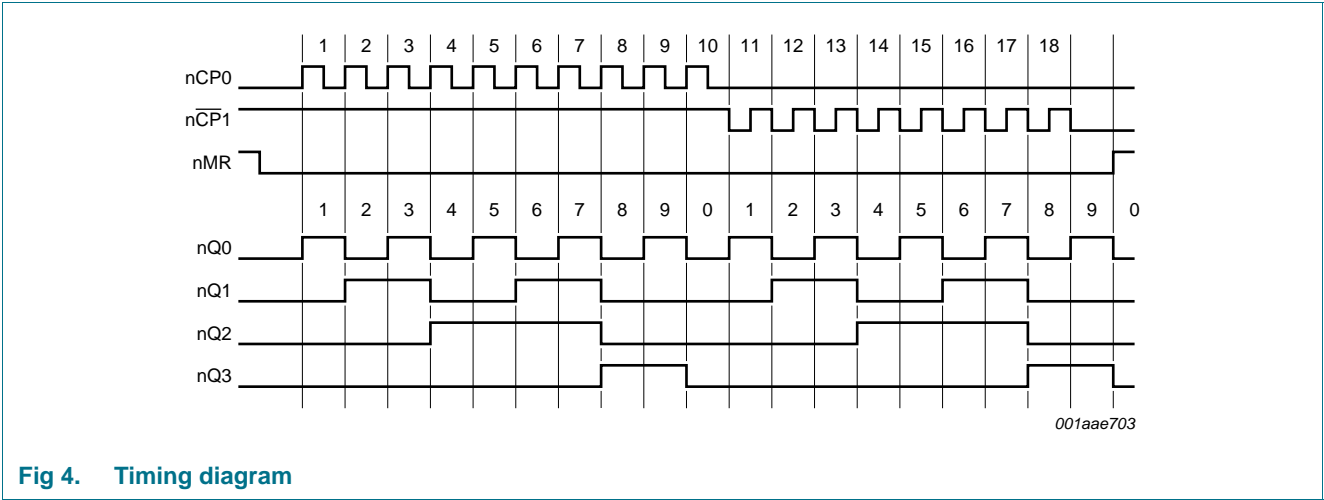 1 2 3 4 5 6 7 8 9 10 11 12 13 14 15 16 17 18
nCP0
nC̅P̅1
nMR
1 2 3 4 5 6 7 8 9 0 1 2 3 4 5 6 7 8 9 0
nQ0
nQ1
nQ2
nQ3
001aae703
Fig 4. Timing diagram